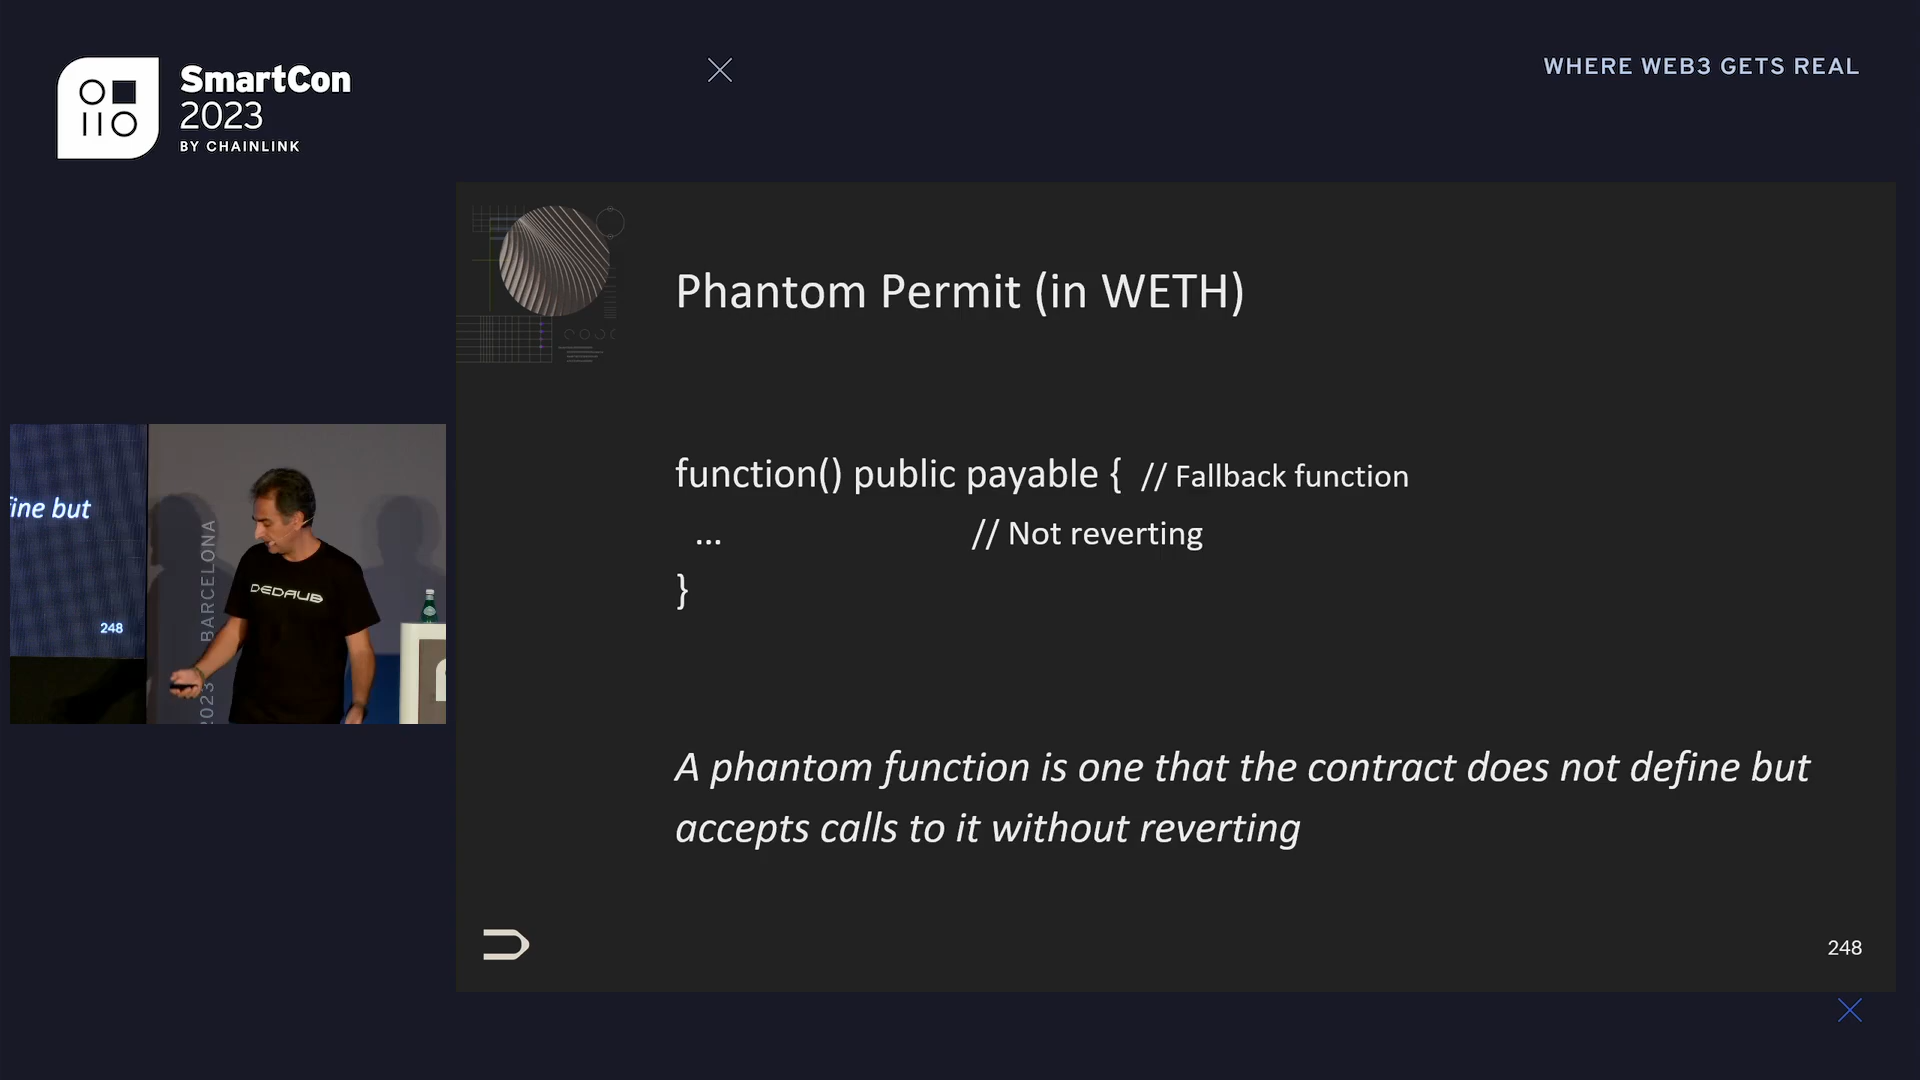 SmartCon
2023
BY CHAINLINK
WHERE WEB3 GETS REAL
Phantom Permit (in WETH)
function() public payable { // Fallback function
... // Not reverting
}
A phantom function is one that the contract does not define but
accepts calls to it without reverting
248
fine but
248
2023 BARCELONA
DEDAUB